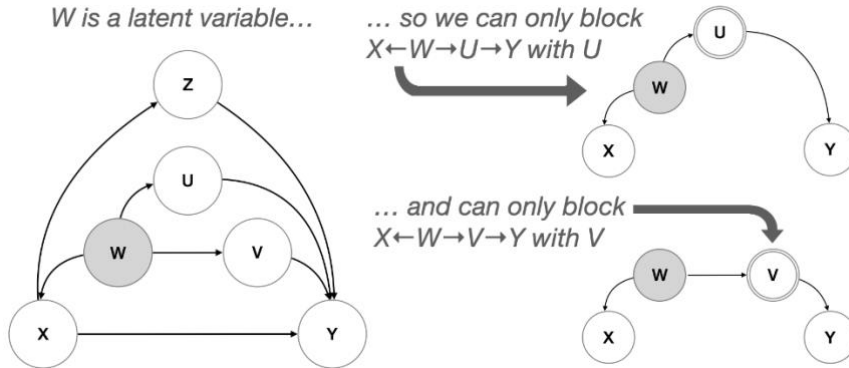 W is a latent variable…
Z
U
W
V
X
Y
… so we can only block
X←W→U→Y with U
U
W
X
Y
… and can only block
X←W→V→Y with V
W
V
X
Y